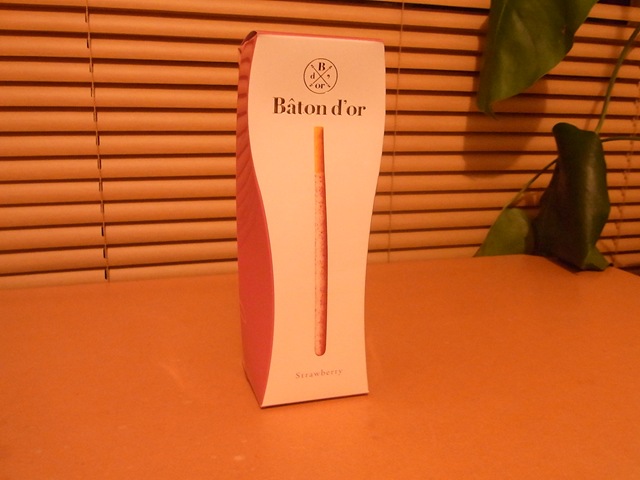 B
d '
or
Bâton d'or
Strawberry